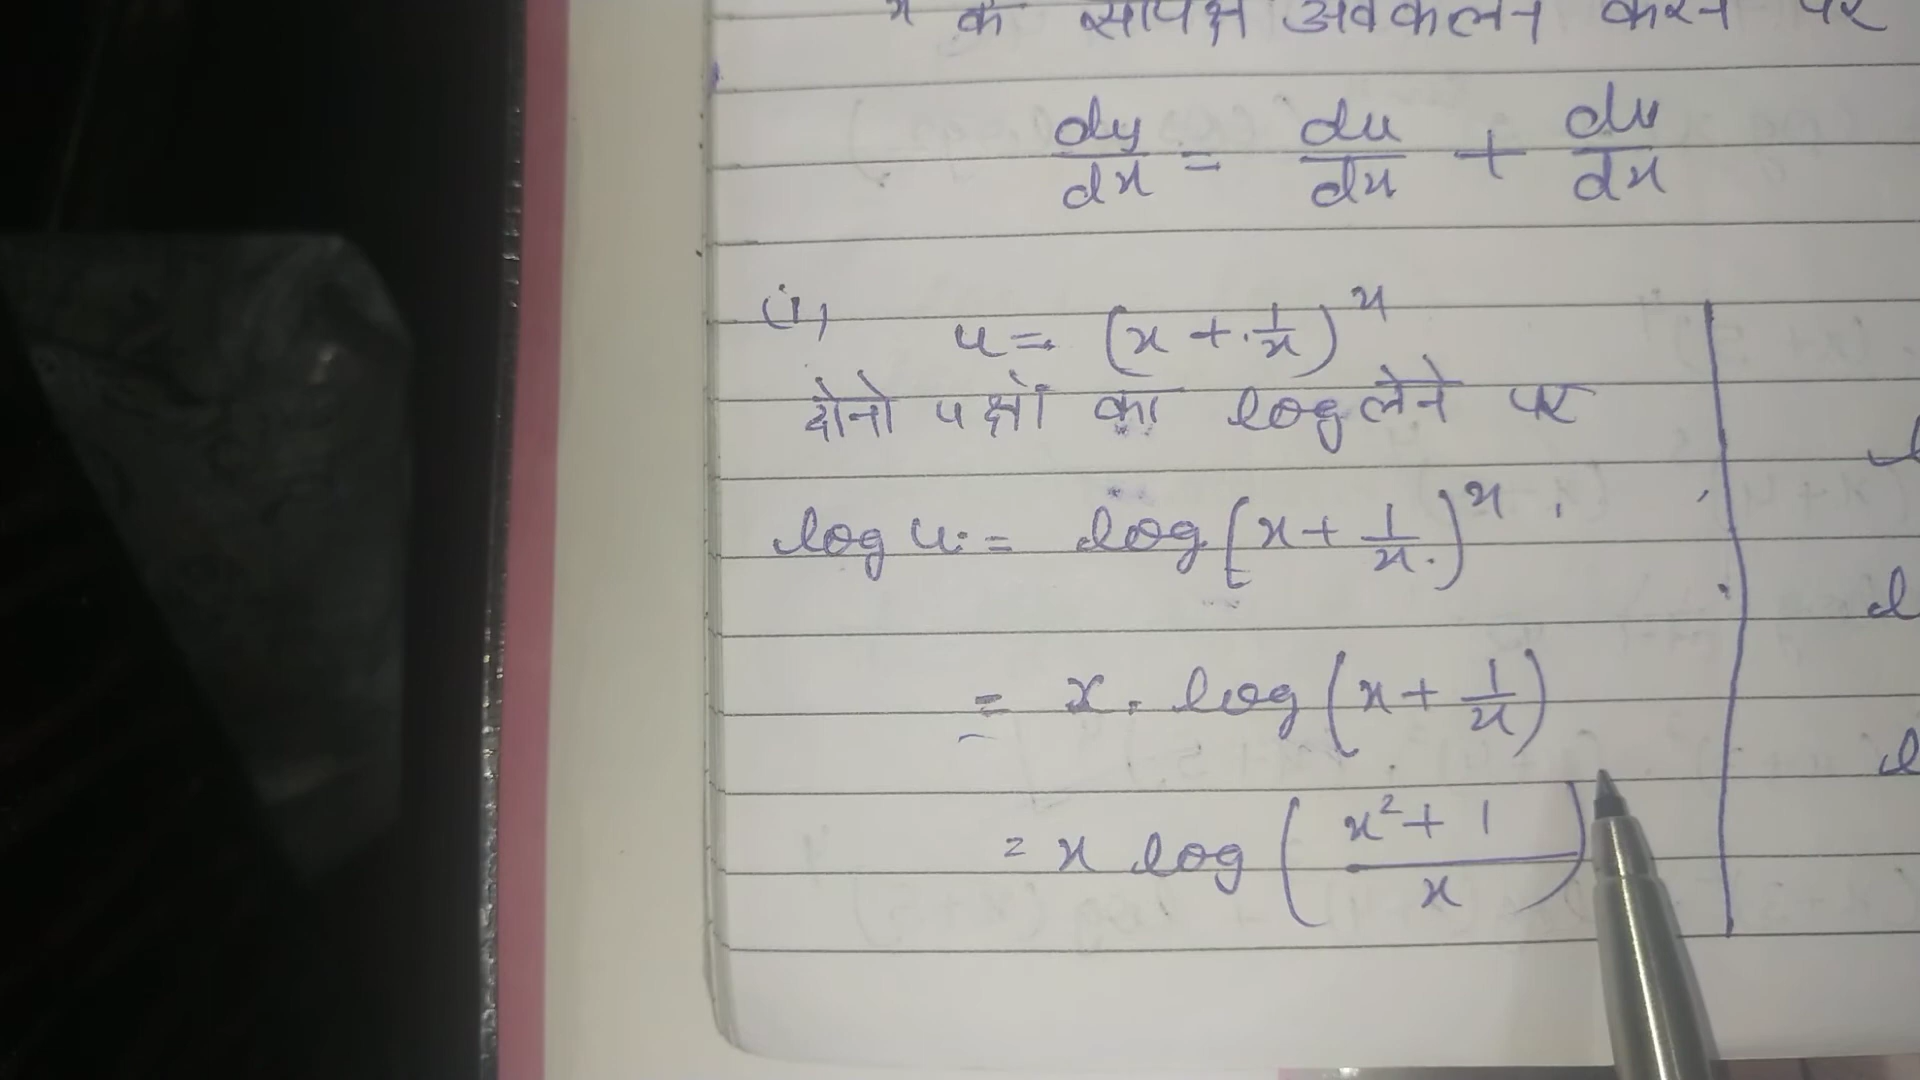 x के सापेक्ष अवकलन करने पर
dy/dx = du/dx + dv/dx
(i) u = (x + 1/x)^x
दोनो पक्षों का log लेने पर
log u = log (x + 1/x)^x
= x . log (x + 1/x)
= x log ((x² + 1)/x)